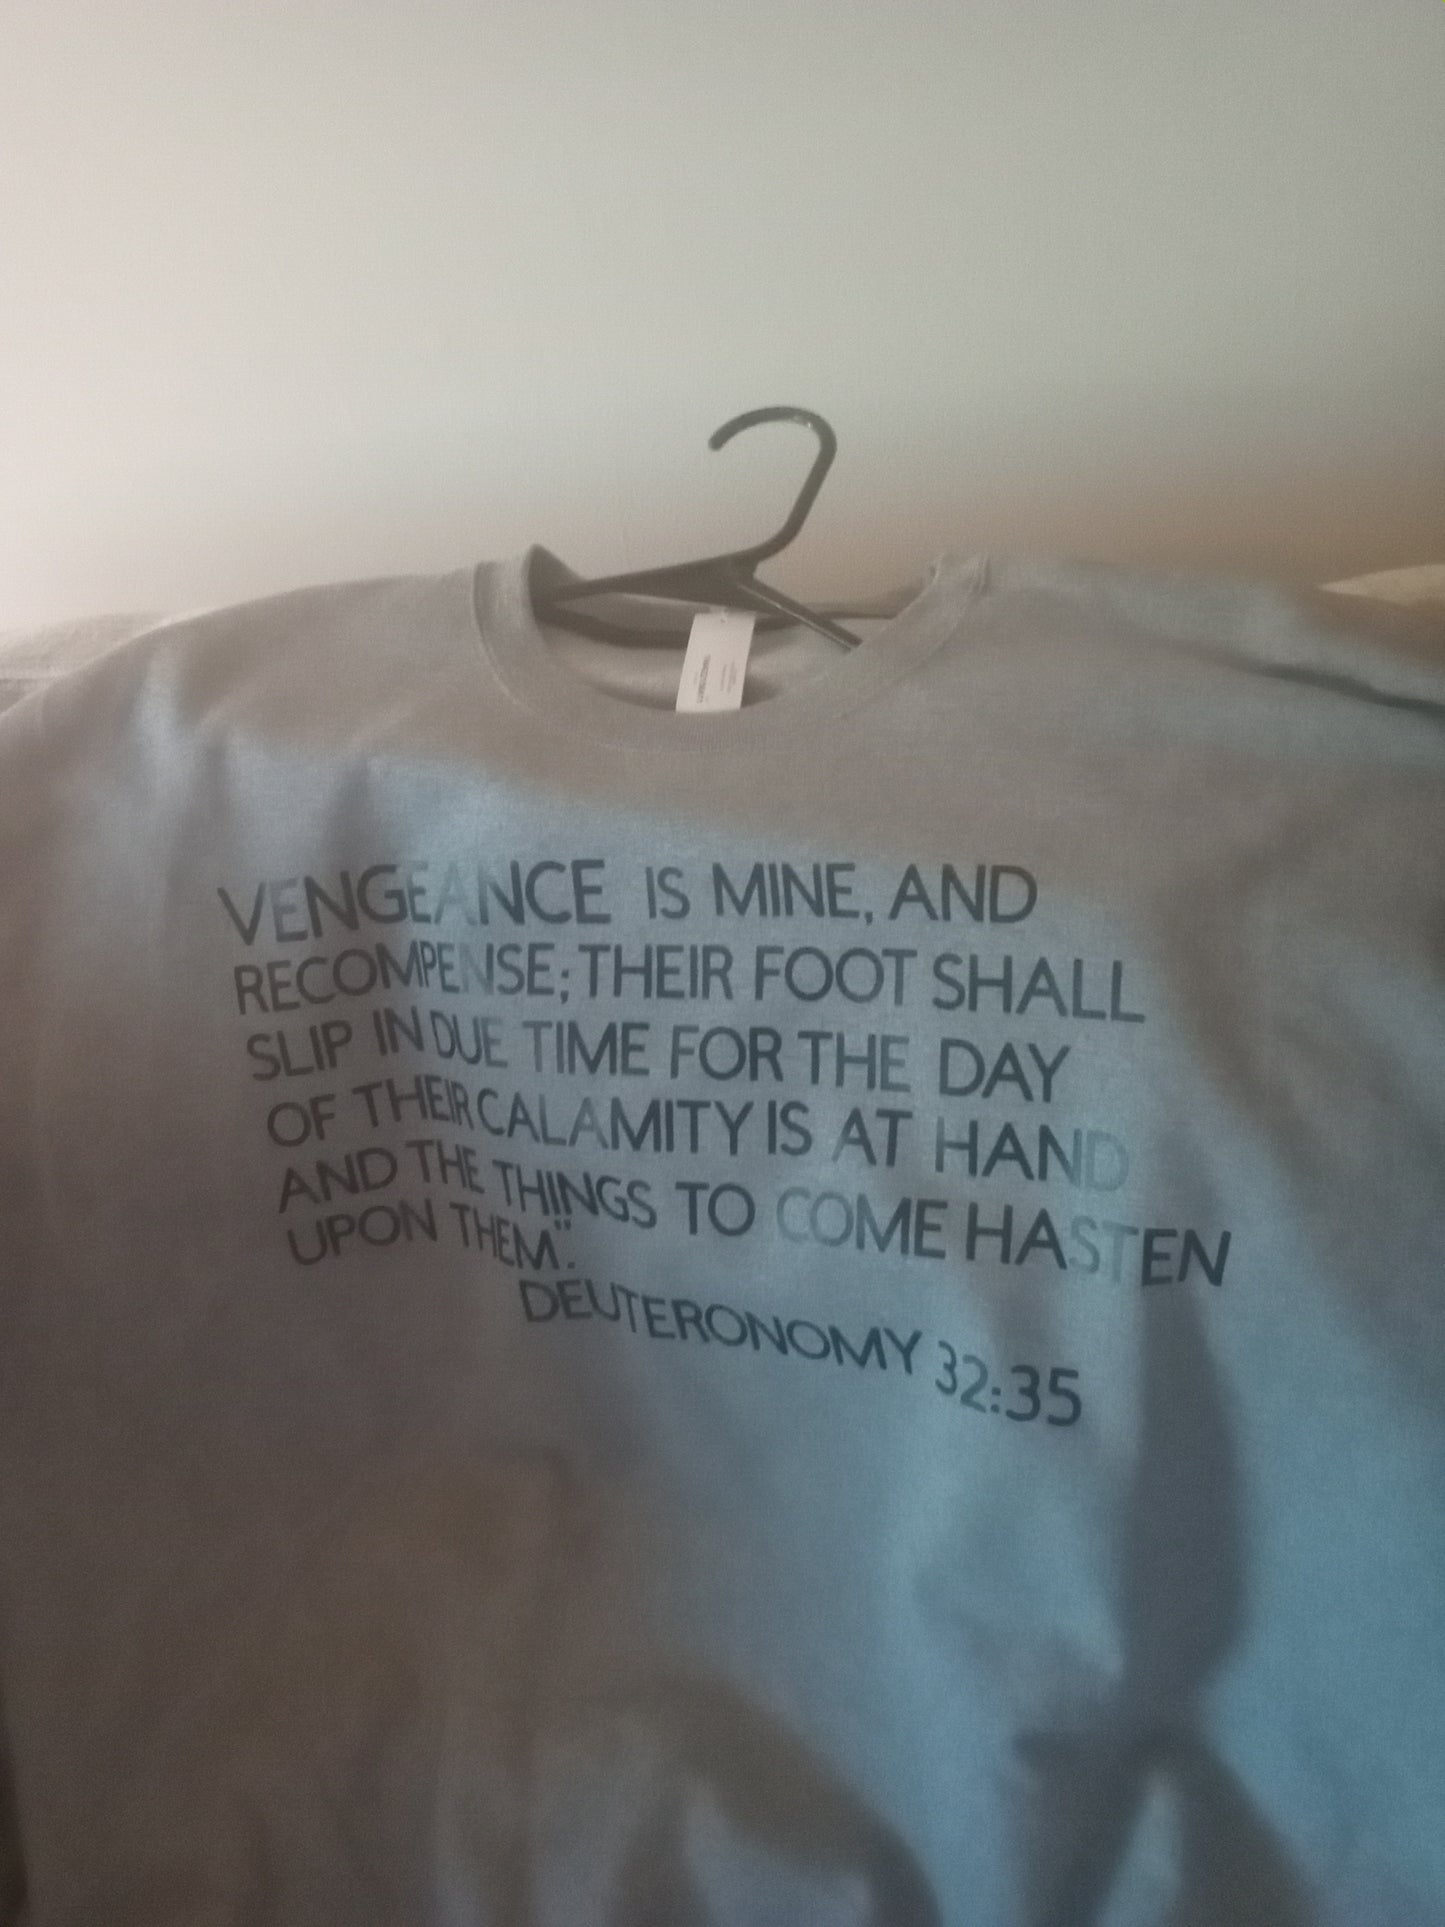 VENGEANCE IS MINE, AND
RECOMPENSE; THEIR FOOT SHALL
SLIP IN DUE TIME FOR THE DAY
OF THEIR CALAMITY IS AT HAND
AND THE THINGS TO COME HASTEN
UPON THEM".
DEUTERONOMY 32:35